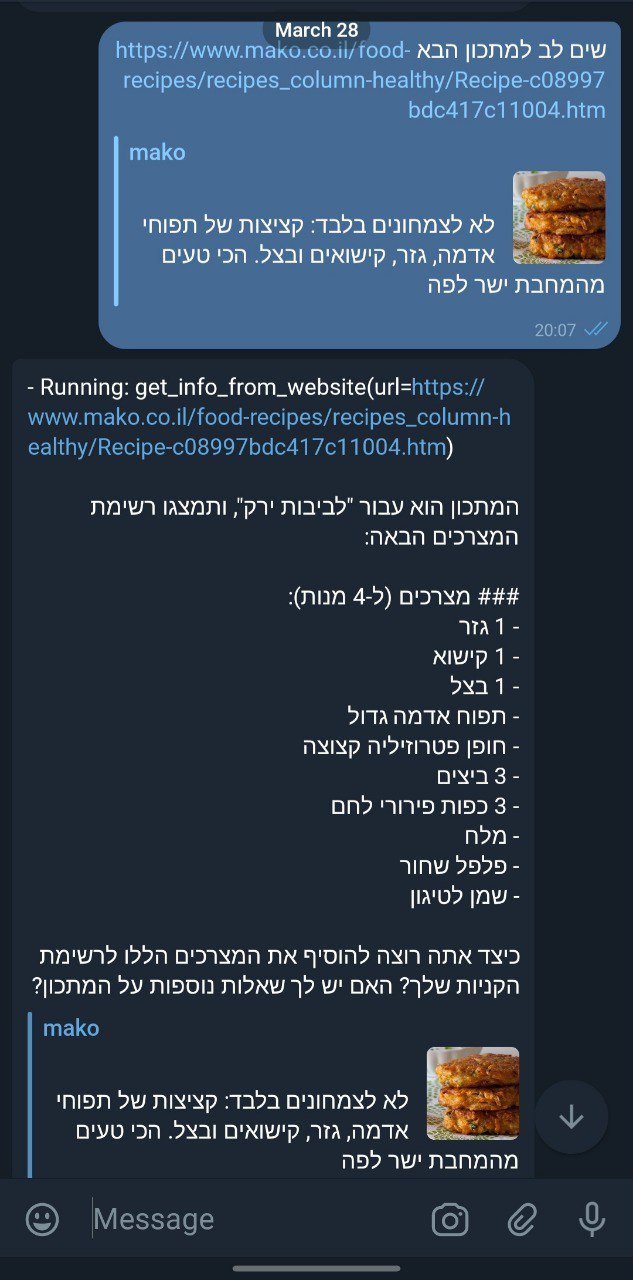 March 28
שים לב למתכון הבא https://www.mako.co.il/food-
recipes/recipes_column-healthy/Recipe-c08997
bdc417c11004.htm
mako
לא לצמחונים בלבד: קציצות של תפוחי
אדמה, גזר, קישואים ובצל. הכי טעים
מהמחבת ישר לפה
20:07
- Running: get_info_from_website(url=https://
www.mako.co.il/food-recipes/recipes_column-h
ealthy/Recipe-c08997bdc417c11004.htm)
המתכון הוא עבור "לביבות ירק", ותמצגו רשימת
המצרכים הבאה:
### מצרכים (ל-4 מנות):
- 1 גזר
- 1 קישוא
- 1 בצל
- תפוח אדמה גדול
- חופן פטרוזיליה קצוצה
- 3 ביצים
- 3 כפות פירורי לחם
- מלח
- פלפל שחור
- שמן לטיגון
כיצד אתה רוצה להוסיף את המצרכים הללו לרשימת
הקניות שלך? האם יש לך שאלות נוספות על המתכון?
mako
לא לצמחונים בלבד: קציצות של תפוחי
אדמה, גזר, קישואים ובצל. הכי טעים
מהמחבת ישר לפה
Message